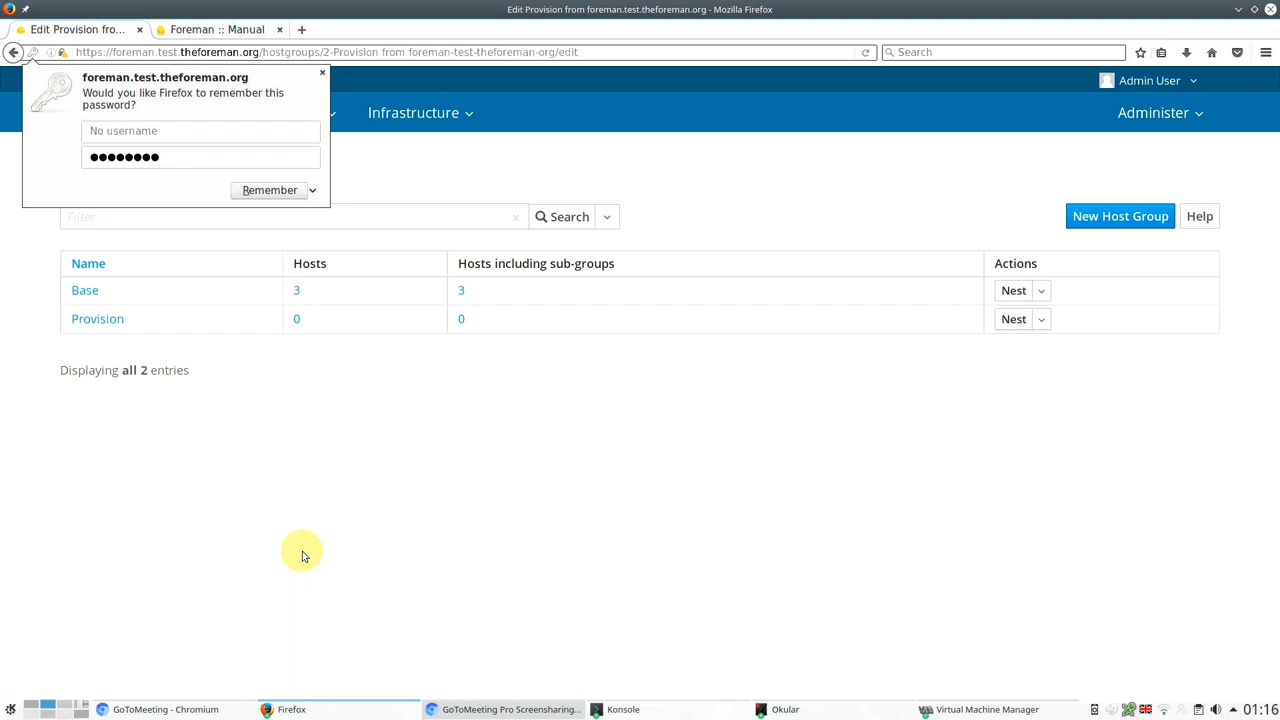 Edit Provision from foreman.test.theforeman.org - Mozilla Firefox
Edit Provision fro... ×
Foreman :: Manual ×
https://foreman.test.theforeman.org/hostgroups/2-Provision from foreman-test-theforeman-org/edit
Search
foreman.test.theforeman.org
Would you like Firefox to remember this
password?
No username
●●●●●●●●
Remember
Admin User
Infrastructure
Administer
Filter ...
Search
New Host Group
Help
Name Hosts Hosts including sub-groups Actions
Base 3 3 Nest
Provision 0 0 Nest
Displaying all 2 entries
GoToMeeting - Chromium
Firefox
GoToMeeting Pro Screensharing...
Konsole
Okular
Virtual Machine Manager
01:16